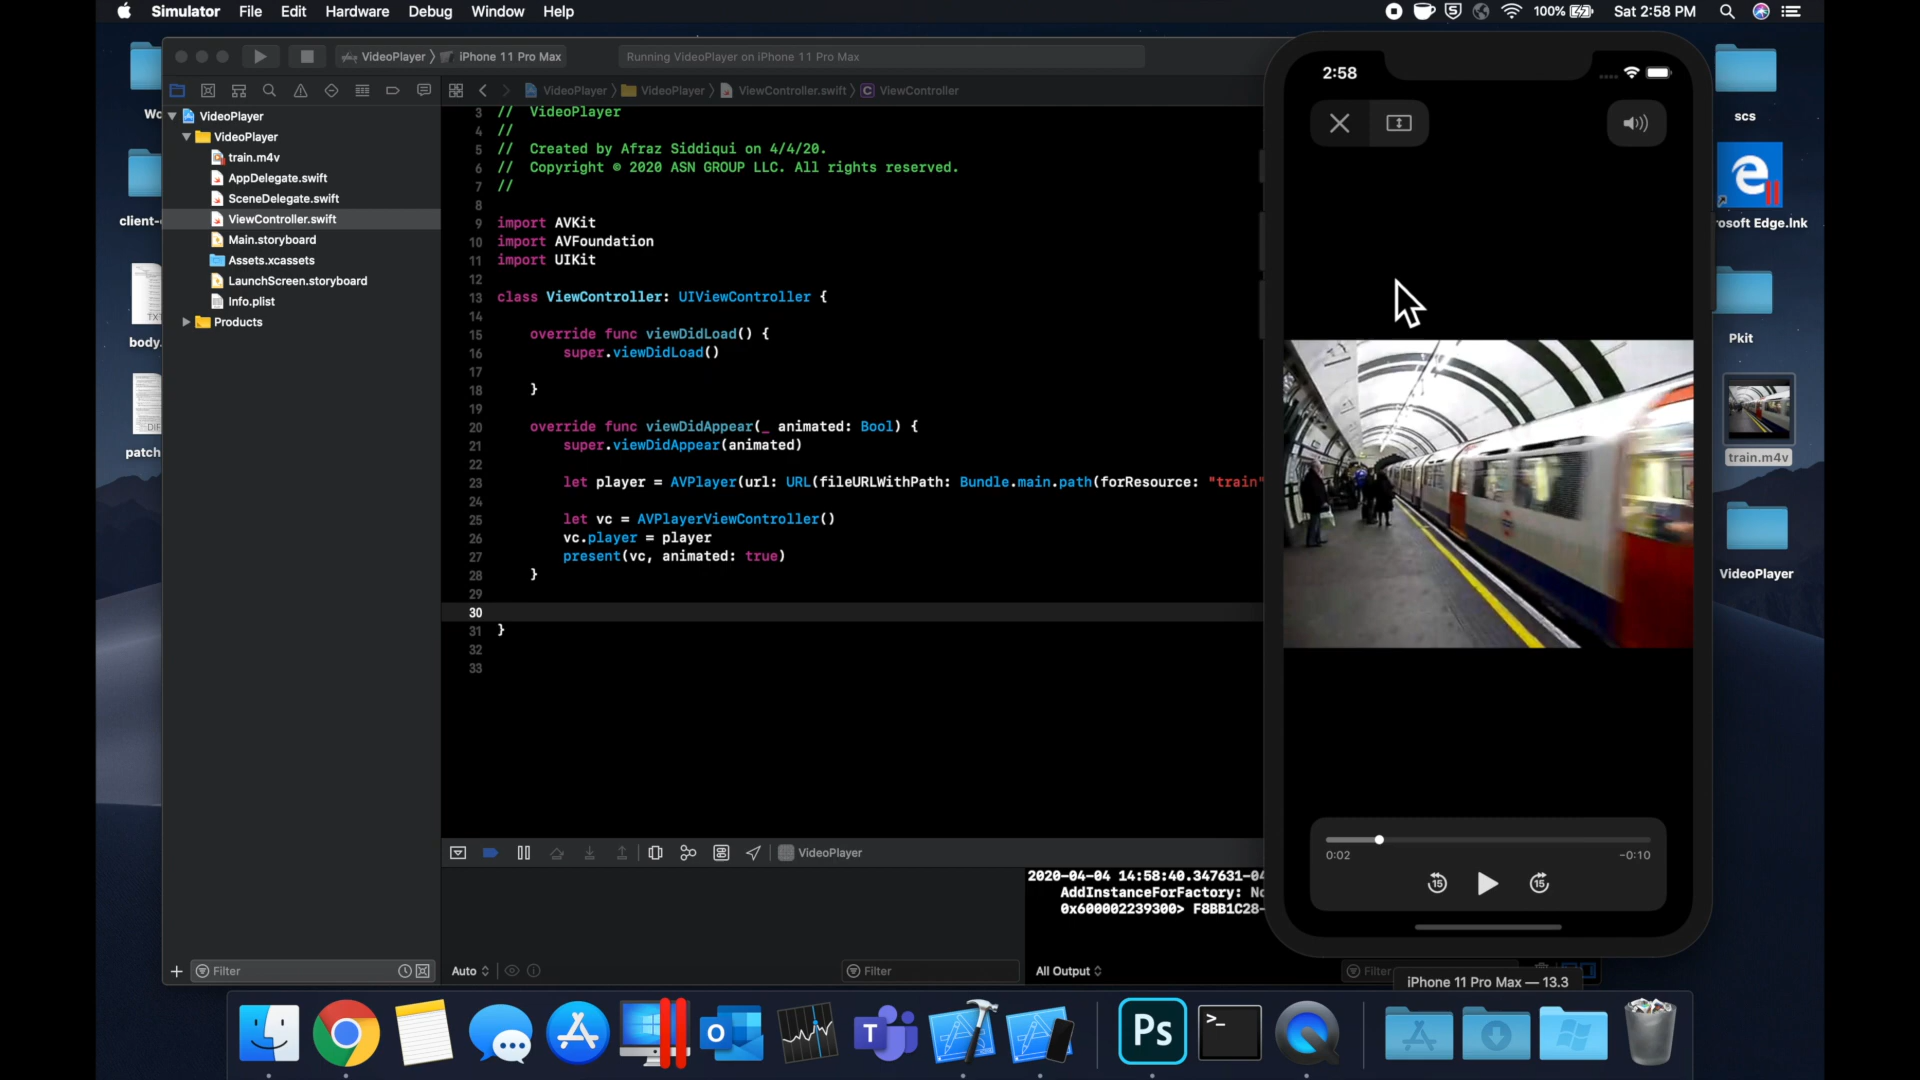 Simulator File Edit Hardware Debug Window Help
100% Sat 2:58 PM
VideoPlayer iPhone 11 Pro Max
Running VideoPlayer on iPhone 11 Pro Max
VideoPlayer VideoPlayer ViewController.swift C ViewController
VideoPlayer
VideoPlayer
train.m4v
AppDelegate.swift
SceneDelegate.swift
ViewController.swift
Main.storyboard
Assets.xcassets
LaunchScreen.storyboard
Info.plist
Products
3 // VideoPlayer
4 //
5 // Created by Afraz Siddiqui on 4/4/20.
6 // Copyright © 2020 ASN GROUP LLC. All rights reserved.
7 //
8
9 import AVKit
10 import AVFoundation
11 import UIKit
12
13 class ViewController: UIViewController {
14
15 override func viewDidLoad() {
16 super.viewDidLoad()
17
18 }
19
20 override func viewDidAppear(_ animated: Bool) {
21 super.viewDidAppear(animated)
22
23 let player = AVPlayer(url: URL(fileURLWithPath: Bundle.main.path(forResource: "train"
24
25 let vc = AVPlayerViewController()
26 vc.player = player
27 present(vc, animated: true)
28 }
29
30
31 }
32
33
VideoPlayer
2020-04-04 14:58:40.347631-04
AddInstanceForFactory: No
0x600002239300> F8BB1C28-
Filter
Auto
Filter
All Output
Filter
2:58
0:02 -0:10
15 15
iPhone 11 Pro Max — 13.3
client-
body.
TXT
patch
DIF
scs
rosoft Edge.lnk
Pkit
train.m4v
VideoPlayer
Ps
>_
T
O